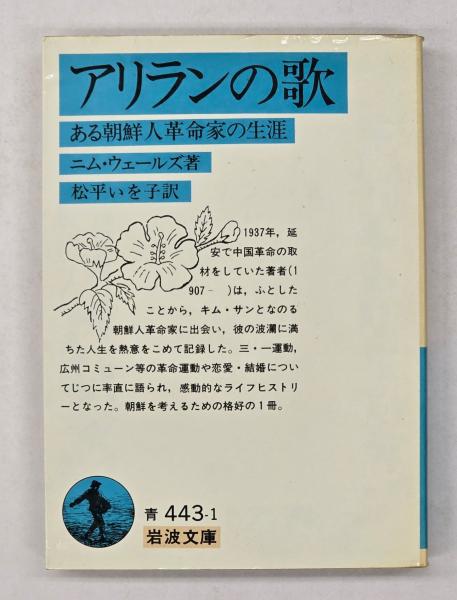 アリランの歌
ある朝鮮人革命家の生涯
ニム・ウェールズ著
松平いを子訳
1937年，延
安で中国革命の取
材をしていた著者(1
907－　)は，ふとした
ことから，キム・サンとなのる
朝鮮人革命家に出会い，彼の波瀾に満
ちた人生を熱意をこめて記録した。三・一運動，
広州コミューン等の革命運動や恋愛・結婚につい
てじつに率直に語られ，感動的なライフヒストリ
ーとなった。朝鮮を考えるための格好の１冊。
青 443-1
岩波文庫